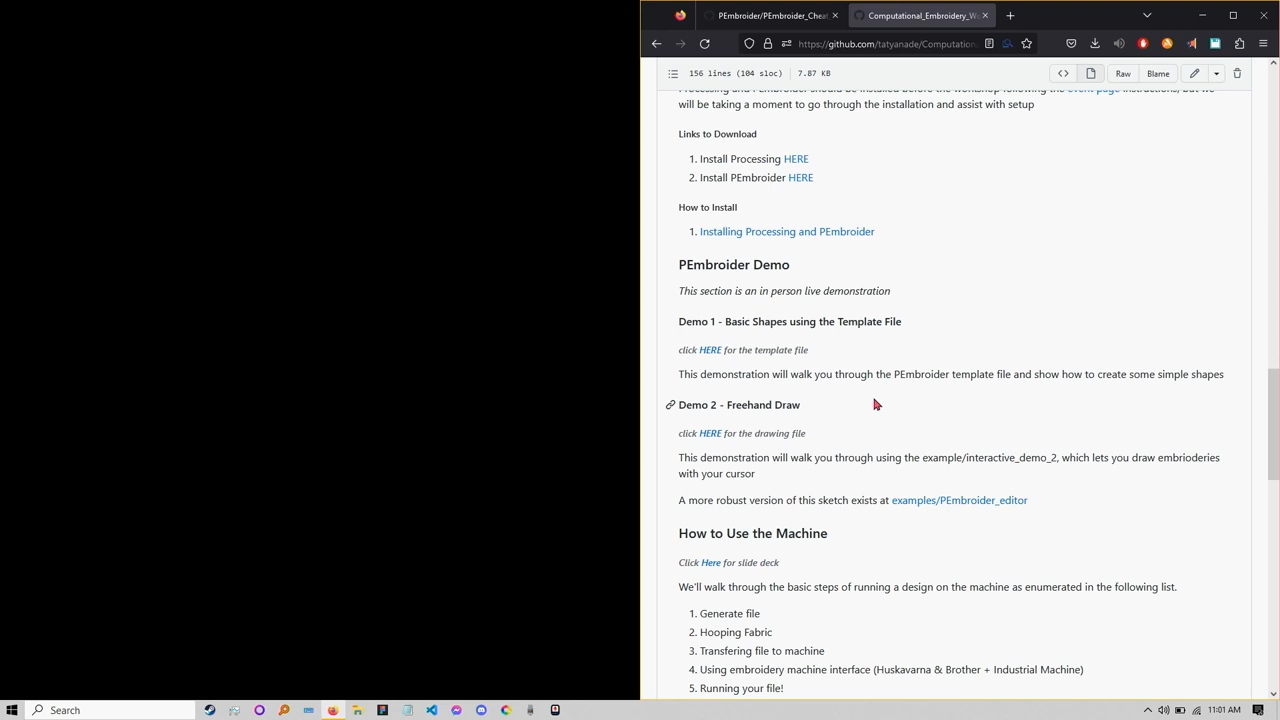 PEmbroider/PEmbroider_Cheat
Computational_Embroidery_We
https://github.com/tatyanade/Computation
156 lines (104 sloc) 7.87 KB
Raw
Blame
will be taking a moment to go through the installation and assist with setup
Links to Download
1. Install Processing HERE
2. Install PEmbroider HERE
How to Install
1. Installing Processing and PEmbroider
PEmbroider Demo
This section is an in person live demonstration
Demo 1 - Basic Shapes using the Template File
click HERE for the template file
This demonstration will walk you through the PEmbroider template file and show how to create some simple shapes
Demo 2 - Freehand Draw
click HERE for the drawing file
This demonstration will walk you through using the example/interactive_demo_2, which lets you draw embrioderies
with your cursor
A more robust version of this sketch exists at examples/PEmbroider_editor
How to Use the Machine
Click Here for slide deck
We'll walk through the basic steps of running a design on the machine as enumerated in the following list.
1. Generate file
2. Hooping Fabric
3. Transfering file to machine
4. Using embroidery machine interface (Huskavarna & Brother + Industrial Machine)
5. Running your file!
Search
11:01 AM